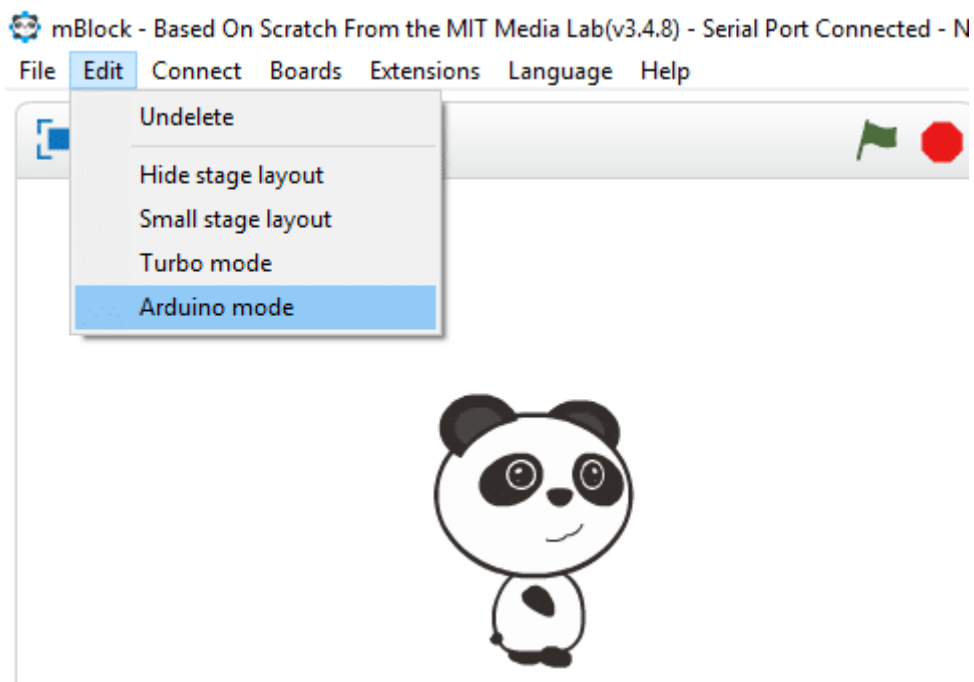 mBlock - Based On Scratch From the MIT Media Lab(v3.4.8) - Serial Port Connected - N
File Edit Connect Boards Extensions Language Help
Undelete
Hide stage layout
Small stage layout
Turbo mode
Arduino mode